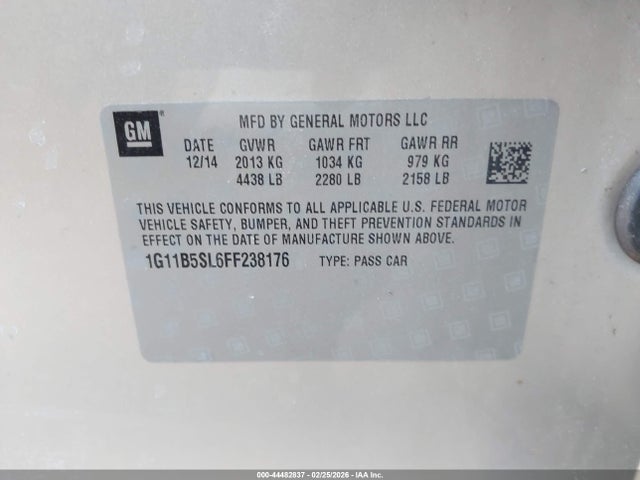 GM
MFD BY GENERAL MOTORS LLC
DATE GVWR GAWR FRT GAWR RR
12/14 2013 KG 1034 KG 979 KG
4438 LB 2280 LB 2158 LB
THIS VEHICLE CONFORMS TO ALL APPLICABLE U.S. FEDERAL MOTOR
VEHICLE SAFETY, BUMPER, AND THEFT PREVENTION STANDARDS IN
EFFECT ON THE DATE OF MANUFACTURE SHOWN ABOVE.
1G11B5SL6FF238176 TYPE: PASS CAR
000-44482837 - 02/25/2026 - IAA Inc.